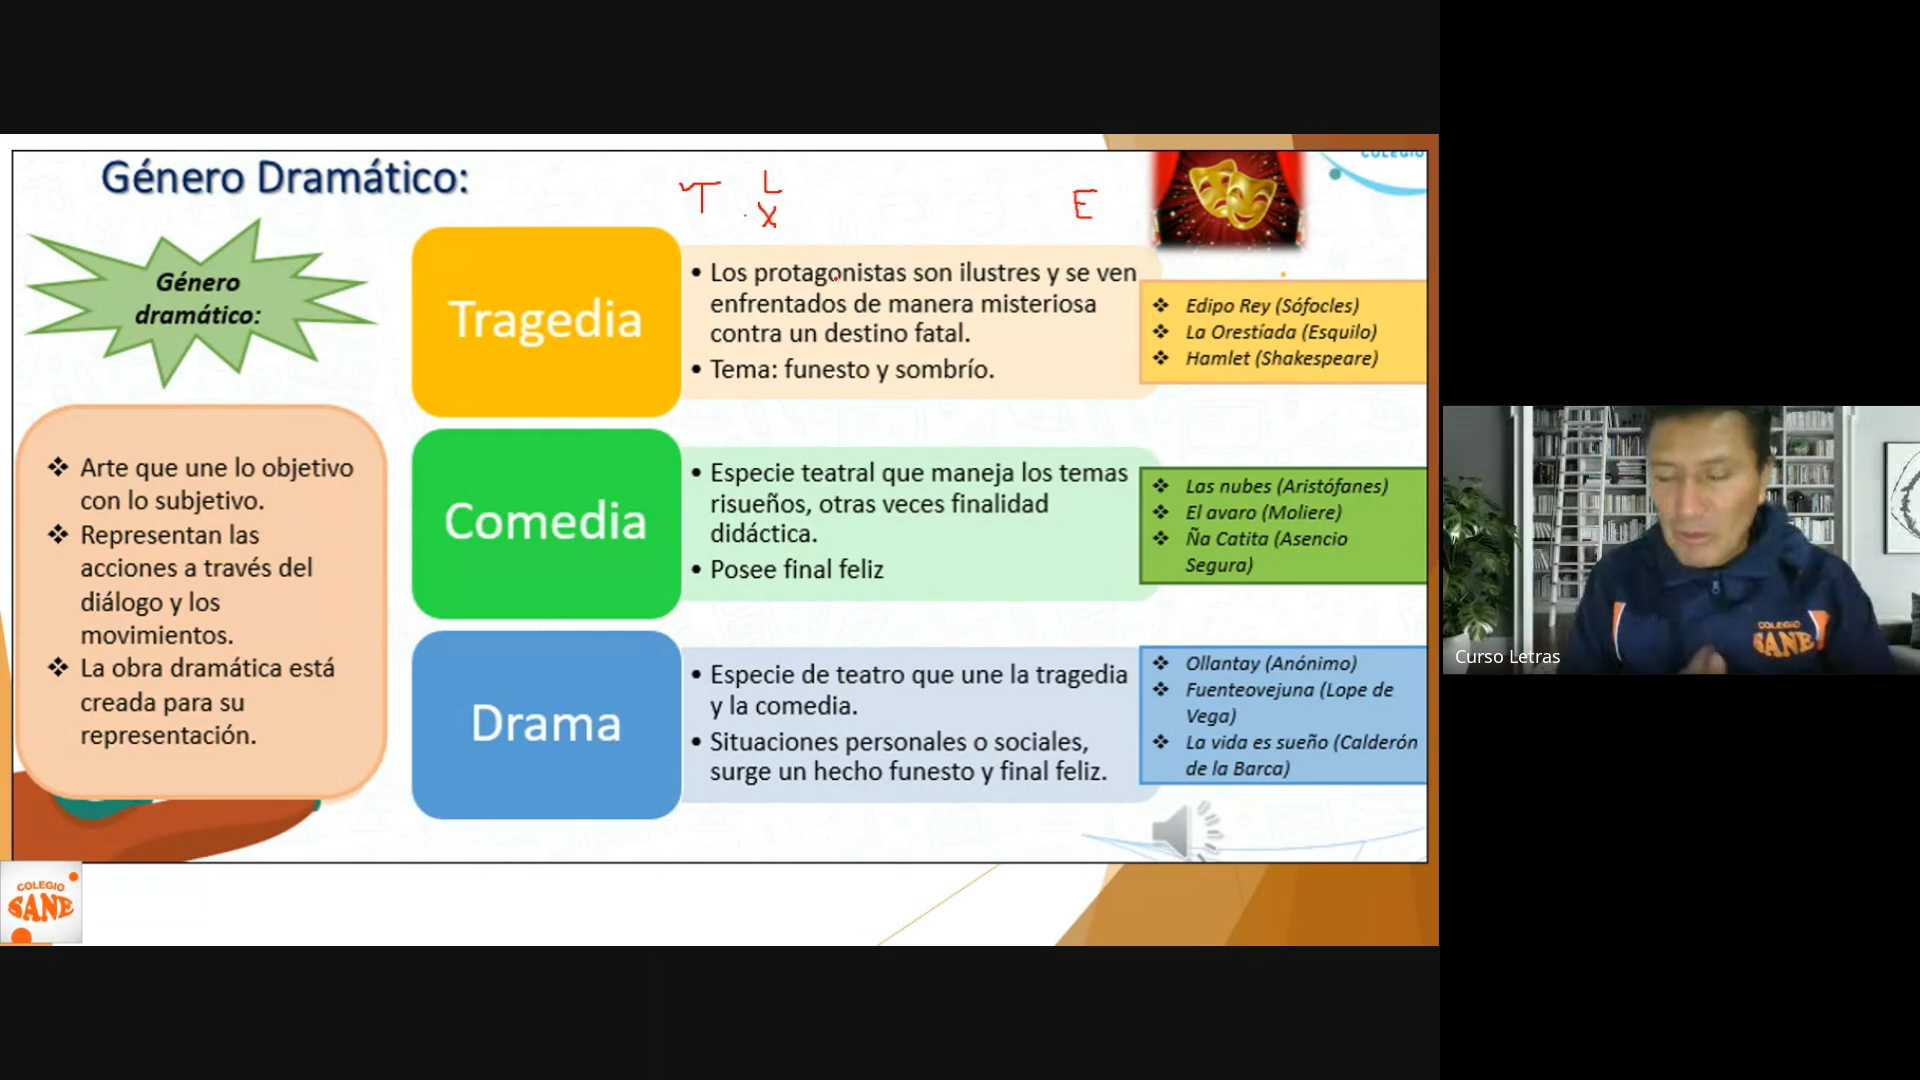 Género Dramático:
T
L
X
E
COLEGIO
Género
dramático:
Arte que une lo objetivo
con lo subjetivo.
Representan las
acciones a través del
diálogo y los
movimientos.
La obra dramática está
creada para su
representación.
Tragedia
• Los protagonistas son ilustres y se ven
enfrentados de manera misteriosa
contra un destino fatal.
• Tema: funesto y sombrío.
Edipo Rey (Sófocles)
La Orestíada (Esquilo)
Hamlet (Shakespeare)
Comedia
• Especie teatral que maneja los temas
risueños, otras veces finalidad
didáctica.
• Posee final feliz
Las nubes (Aristófanes)
El avaro (Moliere)
Ña Catita (Asencio
Segura)
Drama
• Especie de teatro que une la tragedia
y la comedia.
• Situaciones personales o sociales,
surge un hecho funesto y final feliz.
Ollantay (Anónimo)
Fuenteovejuna (Lope de
Vega)
La vida es sueño (Calderón
de la Barca)
COLEGIO
SANE
COLEGIO
SANE
Curso Letras